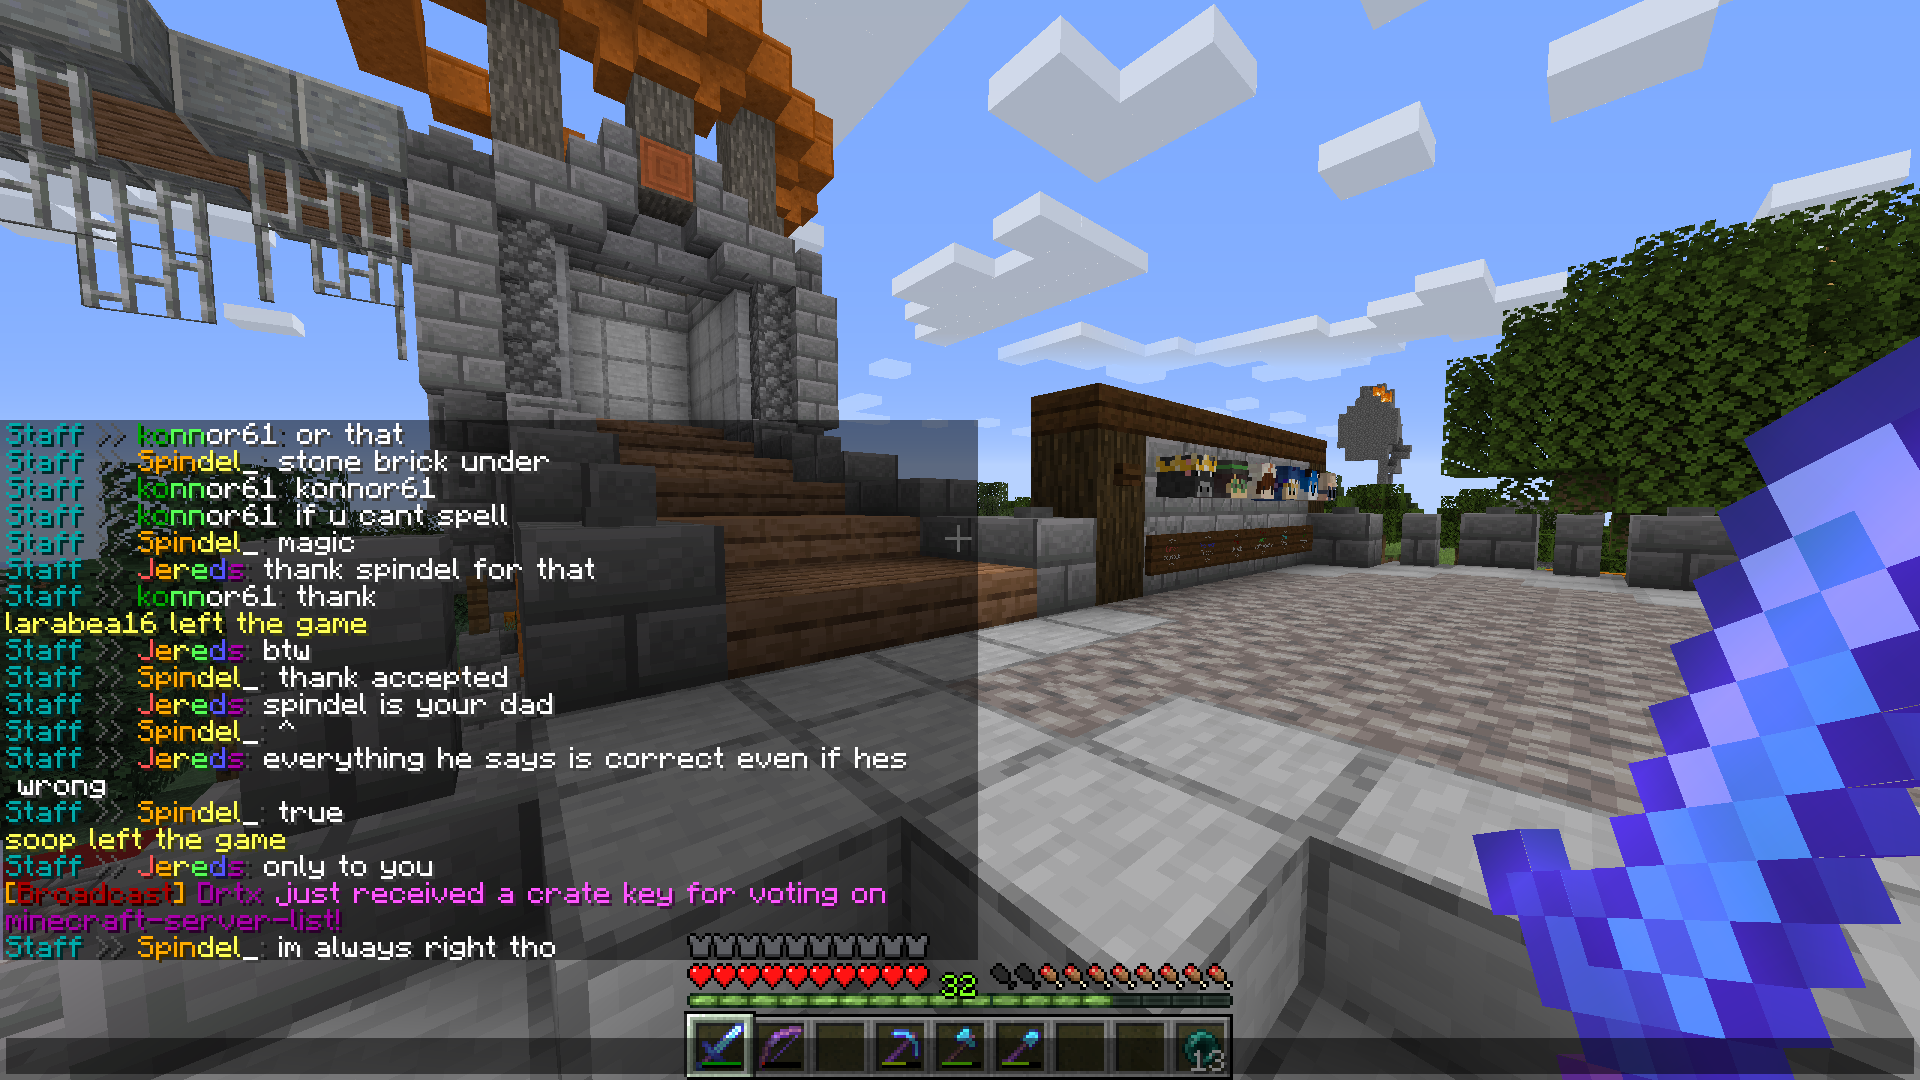 Staff >> konnor61: or that
Staff >> Spindel_: stone brick under
Staff >> konnor61: konnor61
Staff >> konnor61: if u cant spell
Staff >> Spindel_: magic
Staff >> Jereds: thank spindel for that
Staff >> konnor61: thank
larabea16 left the game
Staff >> Jereds: btw
Staff >> Spindel_: thank accepted
Staff >> Jereds: spindel is your dad
Staff >> Spindel_: ^
Staff >> Jereds: everything he says is correct even if hes
wrong
Staff >> Spindel_: true
soop left the game
Staff >> Jereds: only to you
[Broadcast] Drtx just received a crate key for voting on
minecraft-server-list!
Staff >> Spindel_: im always right tho
32
13